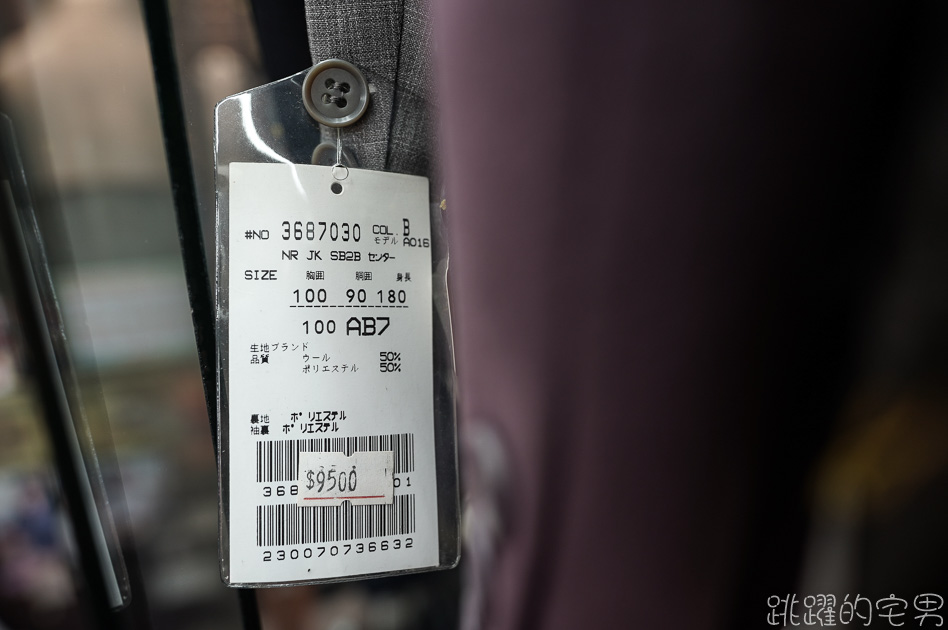 #NO 3687030 COL. B
モデル A016
NR JK SB2B センター
SIZE 胸囲 胴囲 身長
100 90 180
100 AB7
生地ブランド
品質 ウール 50%
ポリエステル 50%
裏地 ポリエステル
袖裏 ポリエステル
$9500
368 01
230070736632
跳躍的宅男